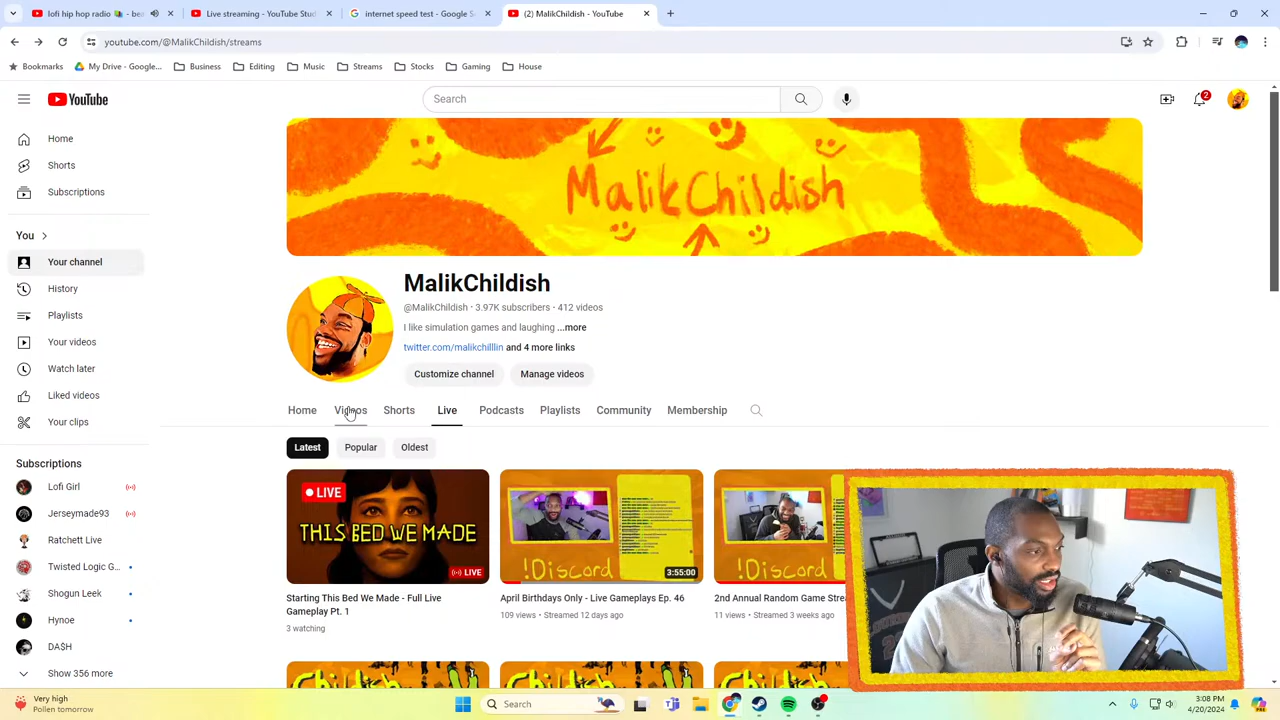 lofi hip hop radio 📚 - be
Live streaming - YouTube Stud
internet speed test - Google S
(2) MalikChildish - YouTube
youtube.com/@MalikChildish/streams
Bookmarks
My Drive - Google...
Business
Editing
Music
Streams
Stocks
Gaming
House
YouTube
Search
2
Home
Shorts
Subscriptions
You
Your channel
History
Playlists
Your videos
Watch later
Liked videos
Your clips
Subscriptions
Lofi Girl
Jerseymade93
Ratchett Live
Twisted Logic G...
Shogun Leek
Hynoe
DA$H
Show 356 more
MalikChildish
MalikChildish
@MalikChildish · 3.97K subscribers · 412 videos
I like simulation games and laughing ...more
twitter.com/malikchilllin and 4 more links
Customize channel
Manage videos
Home
Videos
Shorts
Live
Podcasts
Playlists
Community
Membership
Latest
Popular
Oldest
LIVE
THIS BED WE MADE
LIVE
Starting This Bed We Made - Full Live
Gameplay Pt. 1
3 watching
!Discord
3:55:00
April Birthdays Only - Live Gameplays Ep. 46
109 views · Streamed 12 days ago
!Discord
2nd Annual Random Game Strea
11 views · Streamed 3 weeks ago
Childish
Childish
Childish
Very high
Pollen tomorrow
Search
3:08 PM
4/20/2024